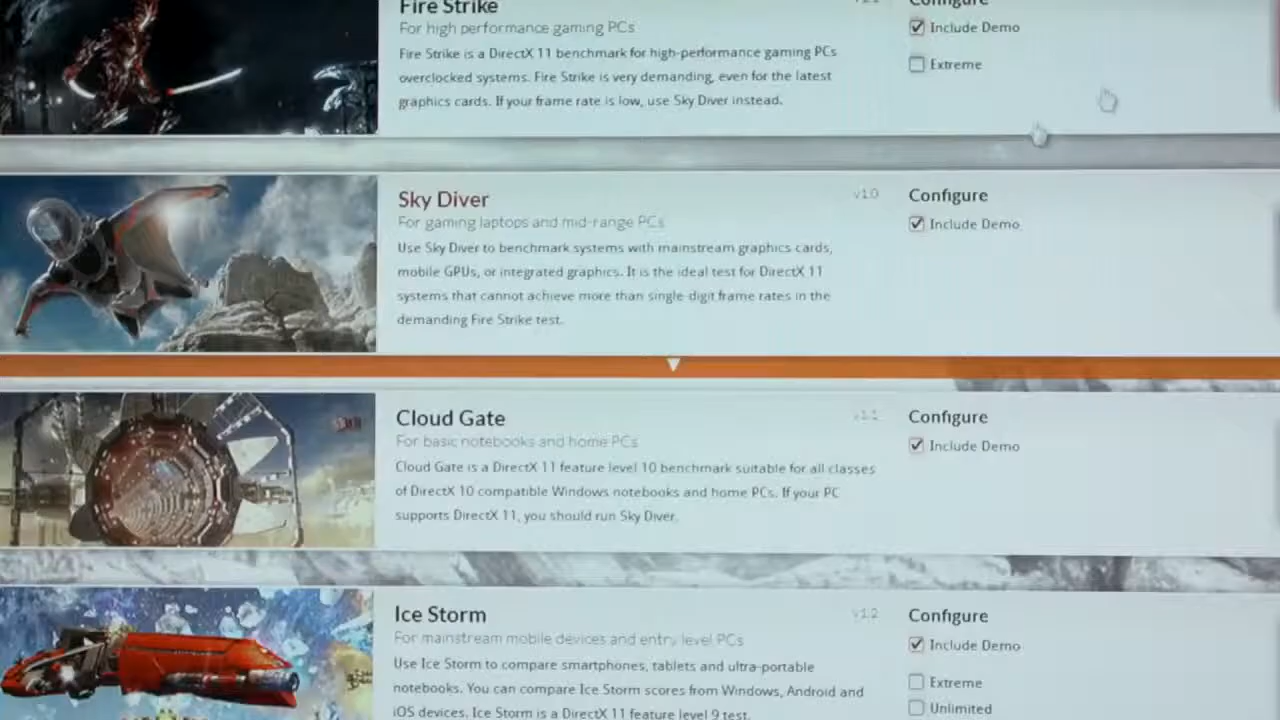 Fire Strike
For high performance gaming PCs
Fire Strike is a DirectX 11 benchmark for high-performance gaming PCs
overclocked systems. Fire Strike is very demanding, even for the latest
graphics cards. If your frame rate is low, use Sky Diver instead.
v1.1
Configure
Include Demo
Extreme
Sky Diver
For gaming laptops and mid-range PCs
Use Sky Diver to benchmark systems with mainstream graphics cards,
mobile GPUs, or integrated graphics. It is the ideal test for DirectX 11
systems that cannot achieve more than single-digit frame rates in the
demanding Fire Strike test.
v1.0
Configure
Include Demo
Cloud Gate
For basic notebooks and home PCs
Cloud Gate is a DirectX 11 feature level 10 benchmark suitable for all classes
of DirectX 10 compatible Windows notebooks and home PCs. If your PC
supports DirectX 11, you should run Sky Diver.
v1.1
Configure
Include Demo
Ice Storm
For mainstream mobile devices and entry level PCs
Use Ice Storm to compare smartphones, tablets and ultra-portable
notebooks. You can compare Ice Storm scores from Windows, Android and
iOS devices. Ice Storm is a DirectX 11 feature level 9 test.
v1.2
Configure
Include Demo
Extreme
Unlimited